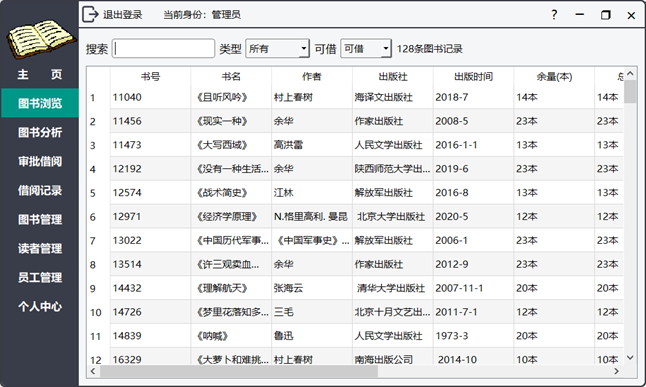 退出登录 当前身份：管理员 ?
搜索 类型 所有 可借 可借 128条图书记录
主 页
图书浏览
图书分析
审批借阅
借阅记录
图书管理
读者管理
员工管理
个人中心
书号 书名 作者 出版社 出版时间 余量(本) 总
1 11040 《且听风吟》 村上春树 海译文出版社 2018-7 14本 14本
2 11456 《现实一种》 余华 作家出版社 2008-5 23本 23本
3 11473 《大写西域》 高洪雷 人民文学出版社 2016-1-1 13本 13本
4 12192 《没有一种生活... 余华 陕西师范大学出... 2019-6 23本 23本
5 12574 《战术简史》 江林 解放军出版社 2016-8 13本 13本
6 12971 《经济学原理》 N.格里高利. 曼昆 北京大学出版社 2020-5 12本 12本
7 13022 《中国历代军事... 《中国军事史》... 解放军出版社 2006-1 23本 23本
8 13514 《许三观卖血... 余华 作家出版社 2012-9 23本 23本
9 14432 《理解航天》 张海云 清华大学出版社 2007-11-1 20本 20本
10 14726 《梦里花落知多... 三毛 北京十月文艺出... 2011-7-1 12本 12本
11 14839 《呐喊》 鲁迅 人民文学出版社 1973-3 20本 20本
12 16329 《大萝卜和难挑... 村上春树 南海出版公司 2014-10 10本 10本